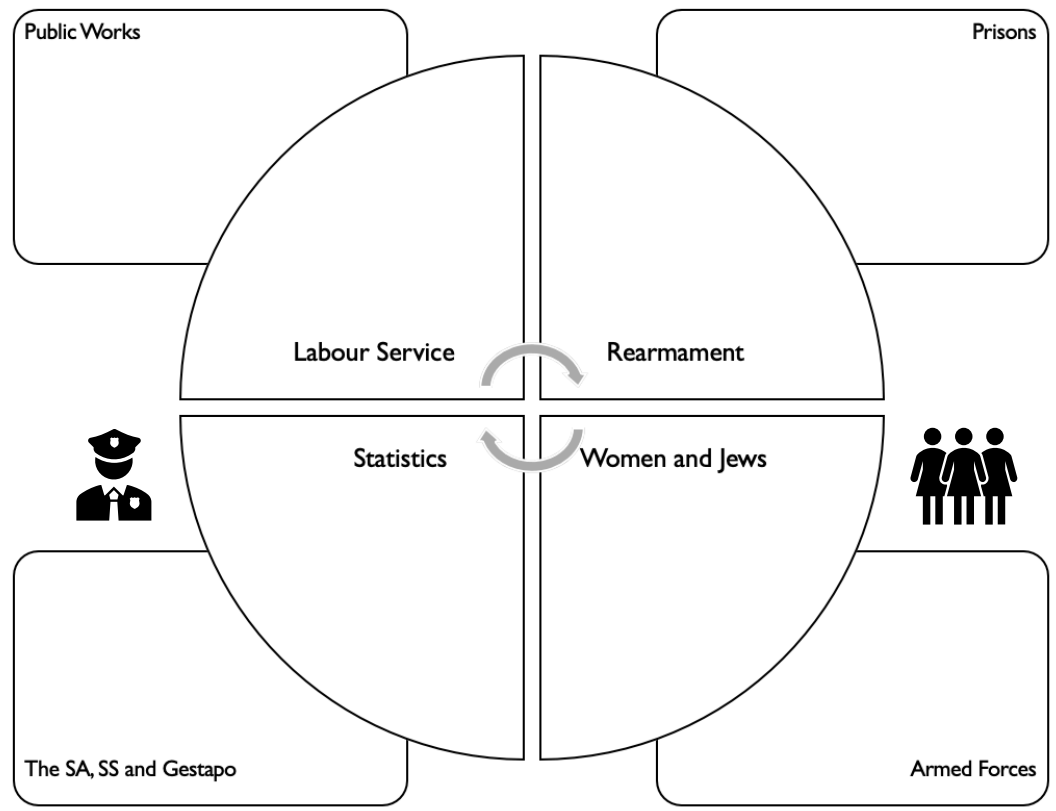 Public Works
Prisons
Labour Service
Rearmament
Statistics
Women and Jews
The SA, SS and Gestapo
Armed Forces